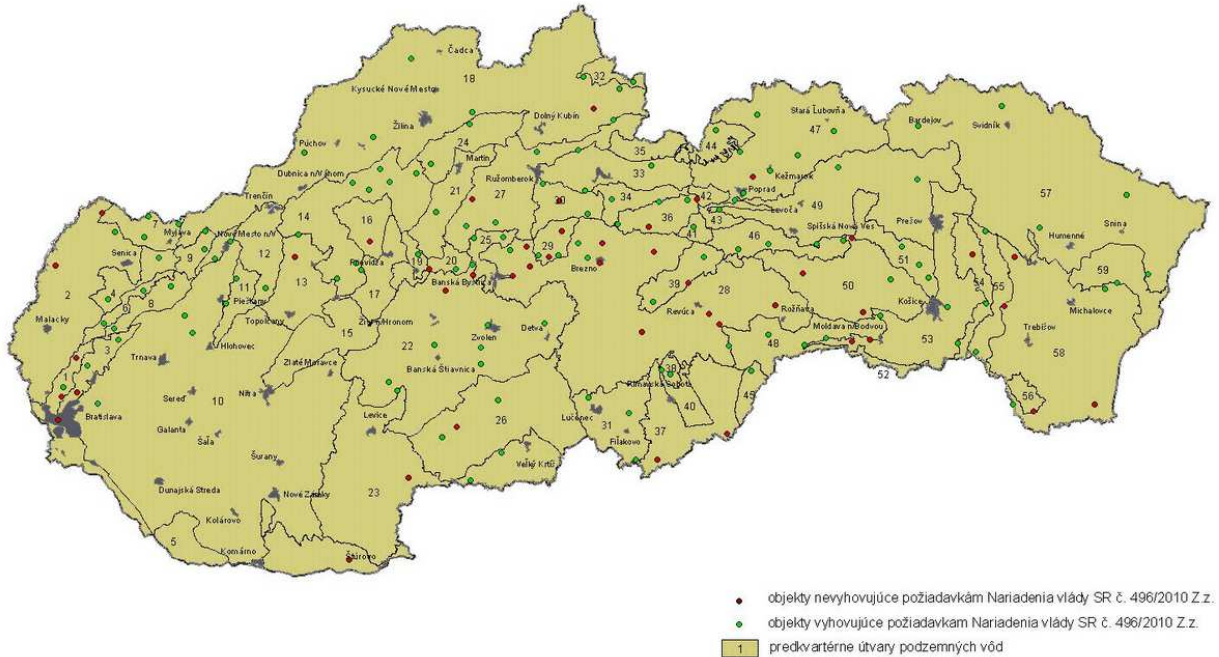 Čadca
18
32
Kysucké Nové Mesto
Stará Ľubovňa
Dolný Kubín
47
Bardejov
Svidník
Žilina
24
44
Púchov
Martin
35
Ružomberok
33
Kežmarok
Dubnica n/Váhom
21
27
Poprad
57
Trenčín
30
34
42
Levoča
49
14
16
36
43
Spišská Nová Ves
Prešov
Snina
7
Myjava
Nové Mesto n/V
25
41
46
Humenné
9
12
29
51
Senica
Prievidza
19
20
Brezno
59
2
13
Banská Bystrica
39
28
50
54
55
4
11
17
6
8
Piešťany
Revúca
Košice
Michalovce
Malacky
Topoľčany
Žiar n/Hronom
Rožňava
15
Zvolen
Detva
Moldava n/Bodvou
Trebišov
3
Hlohovec
22
48
53
58
Trnava
Zlaté Moravce
Banská Štiavnica
38
52
1
Rimavská Sobota
Sereď
10
Nitra
45
56
Bratislava
Levice
26
Lučenec
31
40
Galanta
Šaľa
Fiľakovo
37
Šurany
Veľký Krtíš
Dunajská Streda
Nové Zámky
23
Kolárovo
5
Komárno
Štúrovo
objekty nevyhovujúce požiadavkám Nariadenia vlády SR č. 496/2010 Z.z.
objekty vyhovujúce požiadavkam Nariadenia vlády SR č. 496/2010 Z.z.
1 predkvartérne útvary podzemných vôd